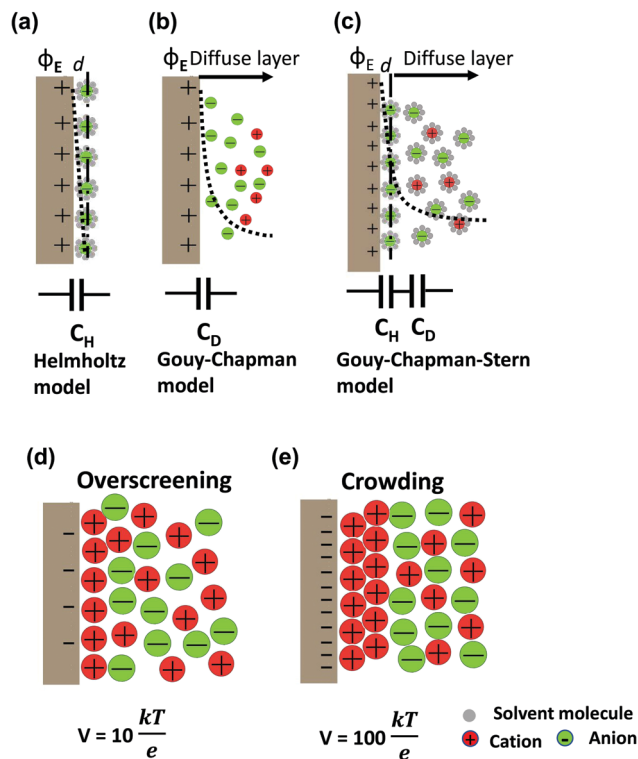 (a)
(b)
(c)
ϕE d
ϕE Diffuse layer
ϕE d Diffuse layer
CH
CD
CH CD
Helmholtz
model
Gouy-Chapman
model
Gouy-Chapman-Stern
model
(d)
(e)
Overscreening
Crowding
V = 10 kT/e
V = 100 kT/e
Solvent molecule
Cation Anion